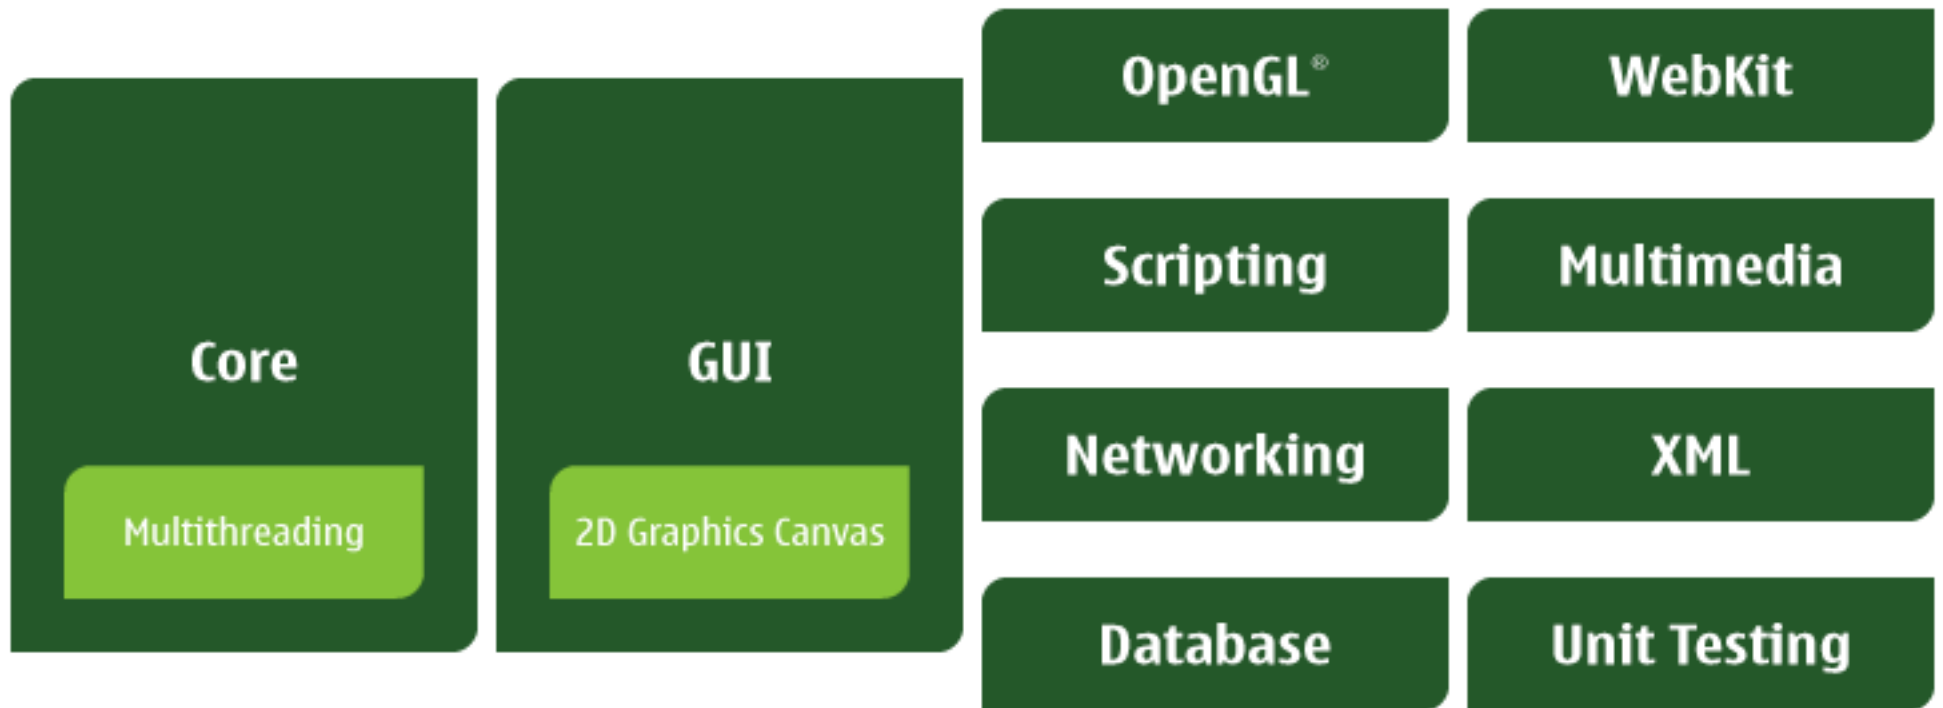 Core
Multithreading
GUI
2D Graphics Canvas
OpenGL®
WebKit
Scripting
Multimedia
Networking
XML
Database
Unit Testing